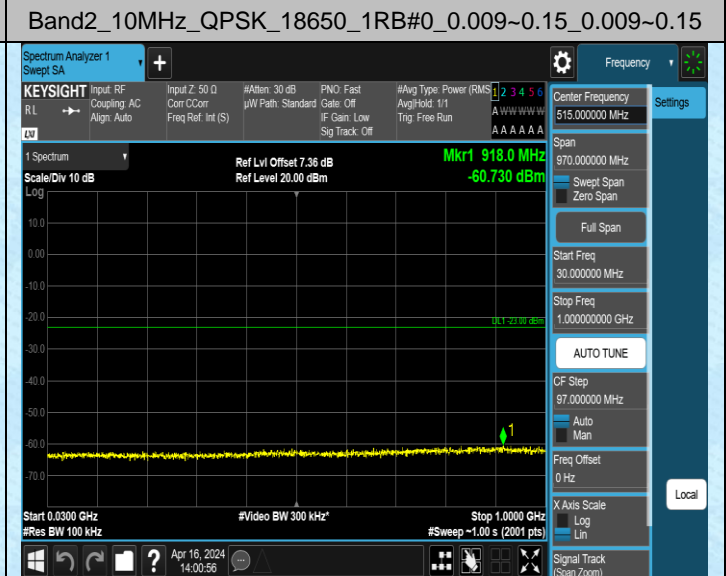 Band2_10MHz_QPSK_18650_1RB#0_0.009~0.15_0.009~0.15
Spectrum Analyzer 1
Swept SA
+
Frequency
KEYSIGHT
RL
LXI
Input: RF
Coupling: AC
Align: Auto
Input Z: 50 Ω
Corr CCorr
Freq Ref: Int (S)
#Atten: 30 dB
µW Path: Standard
PNO: Fast
Gate: Off
IF Gain: Low
Sig Track: Off
#Avg Type: Power (RMS
Avg|Hold: 1/1
Trig: Free Run
1 2 3 4 5 6
A W W W W W
A A A A A A
Center Frequency
515.000000 MHz
Settings
1 Spectrum
Scale/Div 10 dB
Log
Ref Lvl Offset 7.36 dB
Ref Level 20.00 dBm
Mkr1 918.0 MHz
-60.730 dBm
Span
970.000000 MHz
Swept Span
Zero Span
Full Span
Start Freq
30.000000 MHz
Stop Freq
1.000000000 GHz
AUTO TUNE
CF Step
97.000000 MHz
Auto
Man
Freq Offset
0 Hz
X Axis Scale
Log
Lin
Signal Track
(Span Zoom)
Local
10.0
0.00
-10.0
-20.0
DL1 -23.00 dBm
-30.0
-40.0
-50.0
-60.0
1
-70.0
Start 0.0300 GHz
#Res BW 100 kHz
#Video BW 300 kHz*
Stop 1.0000 GHz
#Sweep ~1.00 s (2001 pts)
?
Apr 16, 2024
14:00:56